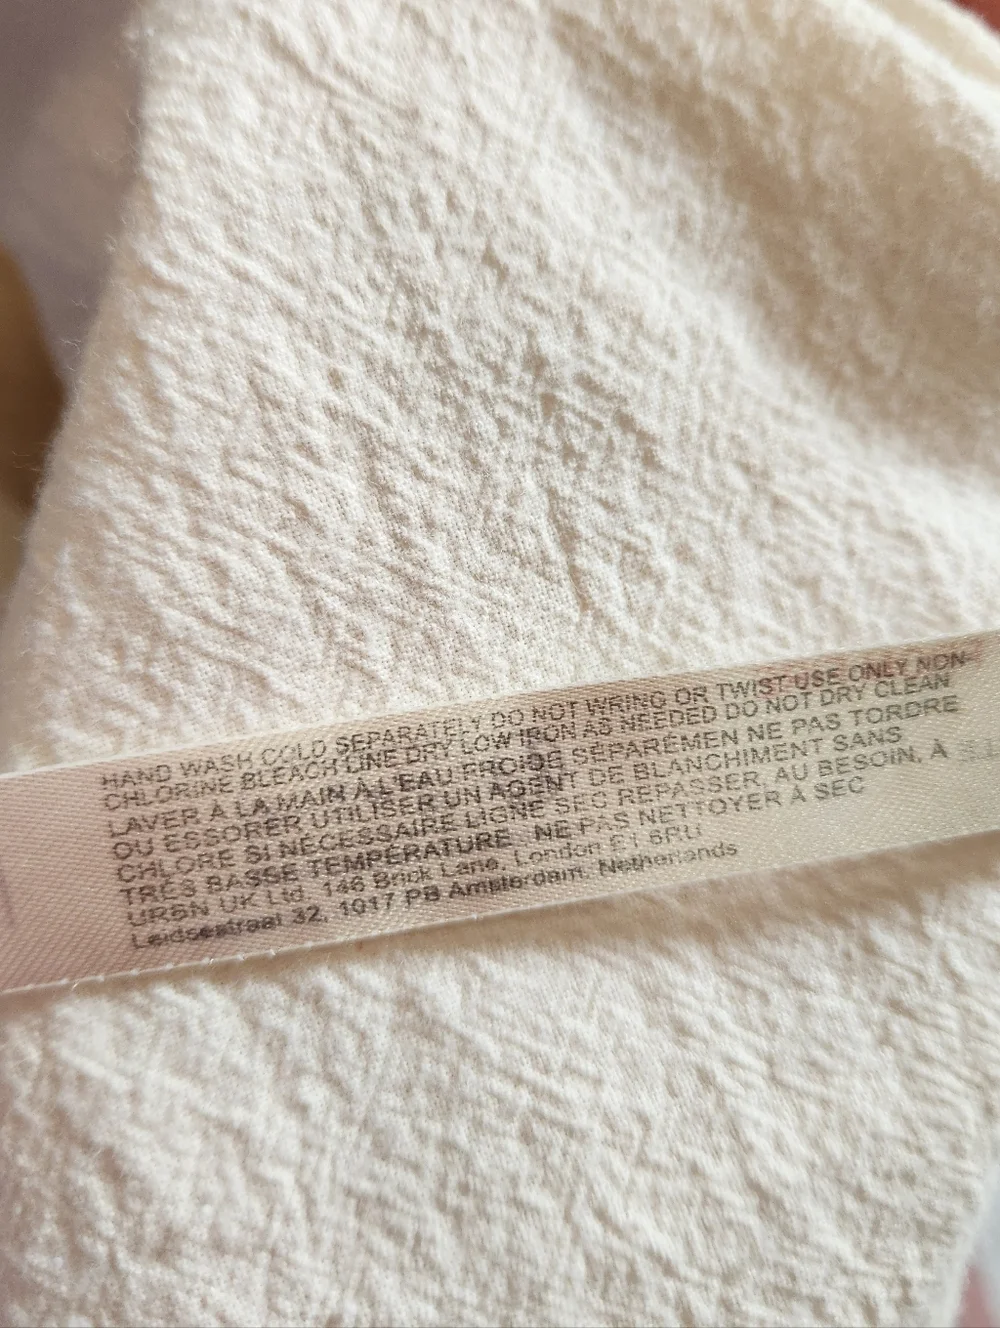 HAND WASH COLD SEPARATELY DO NOT WRING OR TWIST USE ONLY NON-
CHLORINE BLEACH LINE DRY LOW IRON AS NEEDED DO NOT DRY CLEAN
LAVER À LA MAIN À L'EAU FROIDE SÉPARÉMEN NE PAS TORDRE
OU ESSORER UTILISER UN AGENT DE BLANCHIMENT SANS
CHLORE SI NÉCESSAIRE LIGNE SEC REPASSER, AU BESOIN, À
TRÈS BASSE TEMPÉRATURE NE PAS NETTOYER À SEC
URBN UK Ltd, 146 Brick Lane, London E1 6RU
Leidsestraat 32, 1017 PB Amsterdam, Netherlands